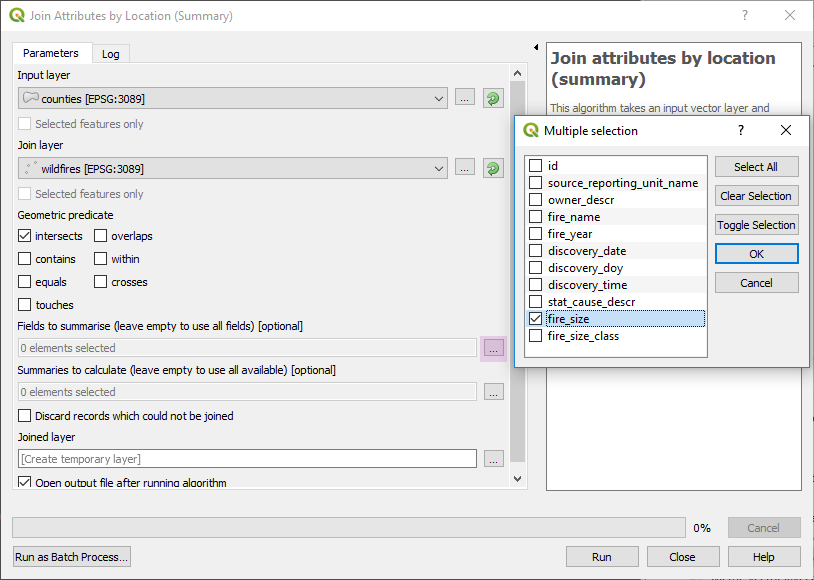 Join Attributes by Location (Summary)
Parameters
Log
Input layer
counties [EPSG:3089]
...
Selected features only
Join layer
wildfires [EPSG:3089]
...
Selected features only
Geometric predicate
intersects
overlaps
contains
within
equals
crosses
touches
Fields to summarise (leave empty to use all fields) [optional]
0 elements selected
...
Summaries to calculate (leave empty to use all available) [optional]
0 elements selected
...
Discard records which could not be joined
Joined layer
[Create temporary layer]
...
Open output file after running algorithm
Join attributes by location
(summary)
This algorithm takes an input vector layer and
Multiple selection
?
id
source_reporting_unit_name
owner_descr
fire_name
fire_year
discovery_date
discovery_doy
discovery_time
stat_cause_descr
fire_size
fire_size_class
Select All
Clear Selection
Toggle Selection
OK
Cancel
0%
Cancel
Run as Batch Process...
Run
Close
Help